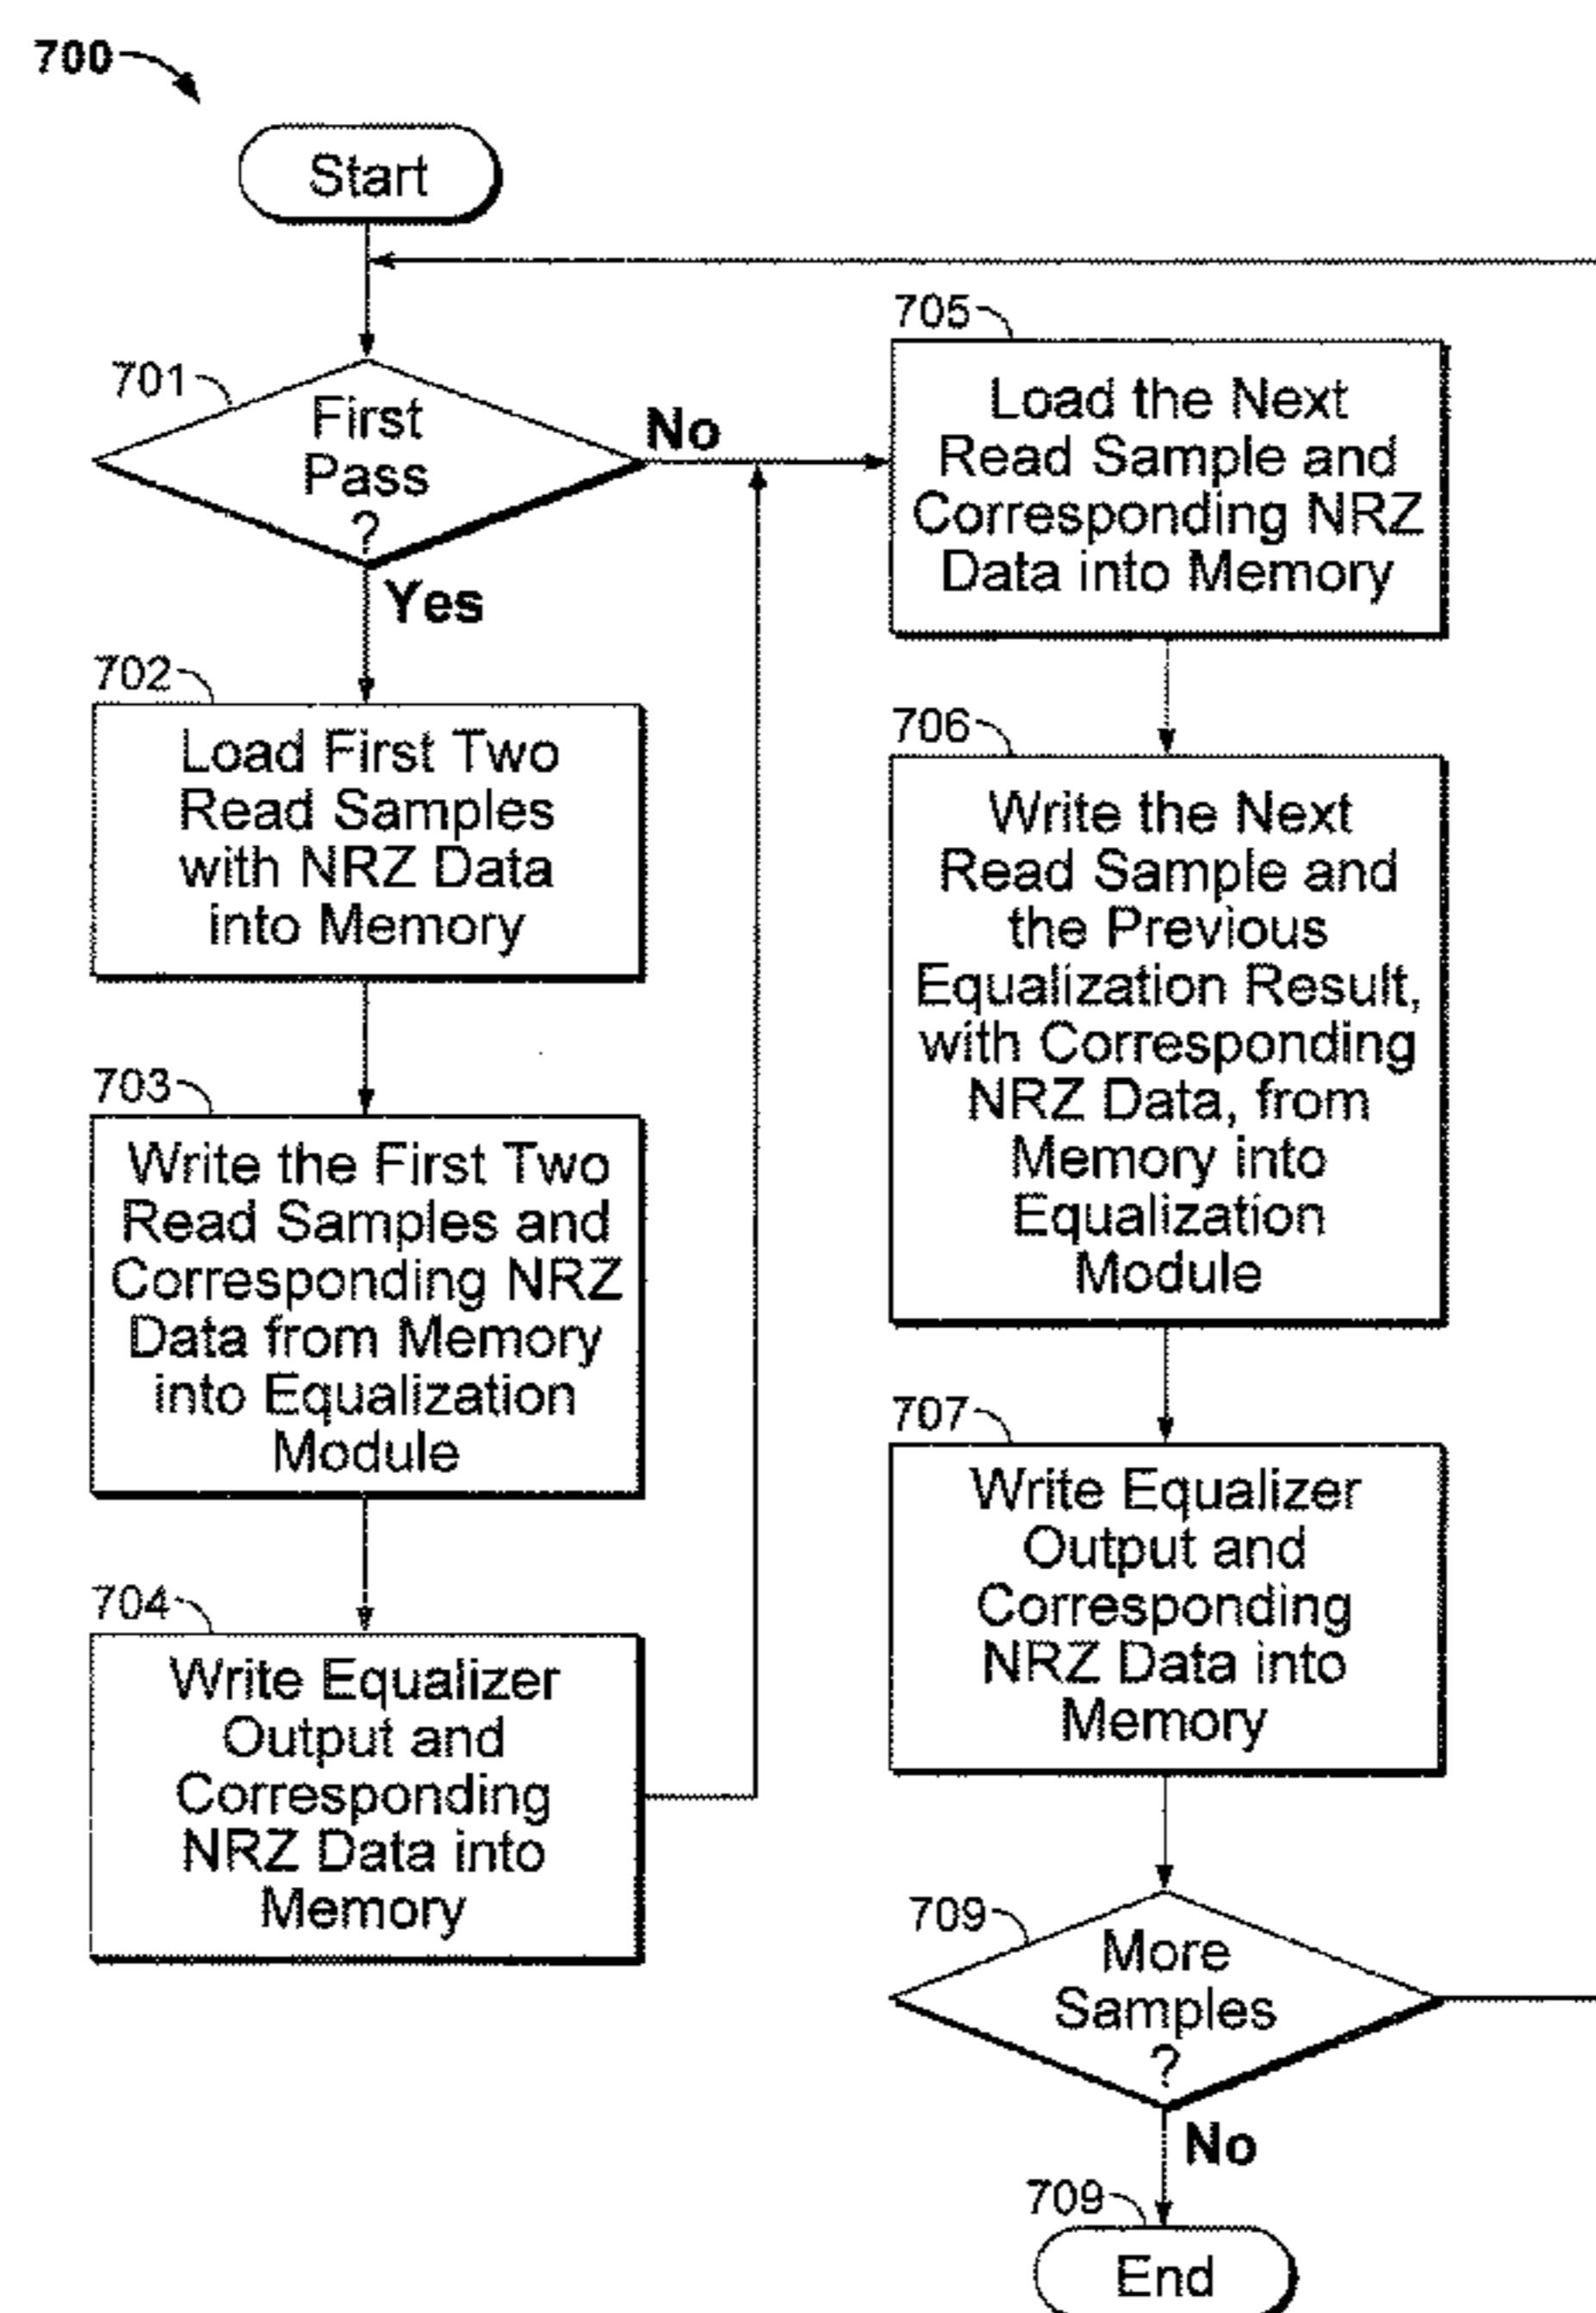 700
Start
701
First
Pass
?
No
Yes
702
Load First Two
Read Samples
with NRZ Data
into Memory
703
Write the First Two
Read Samples and
Corresponding NRZ
Data from Memory
into Equalization
Module
704
Write Equalizer
Output and
Corresponding
NRZ Data into
Memory
705
Load the Next
Read Sample and
Corresponding NRZ
Data into Memory
706
Write the Next
Read Sample and
the Previous
Equalization Result,
with Corresponding
NRZ Data, from
Memory into
Equalization
Module
707
Write Equalizer
Output and
Corresponding
NRZ Data into
Memory
709
More
Samples
?
No
709
End